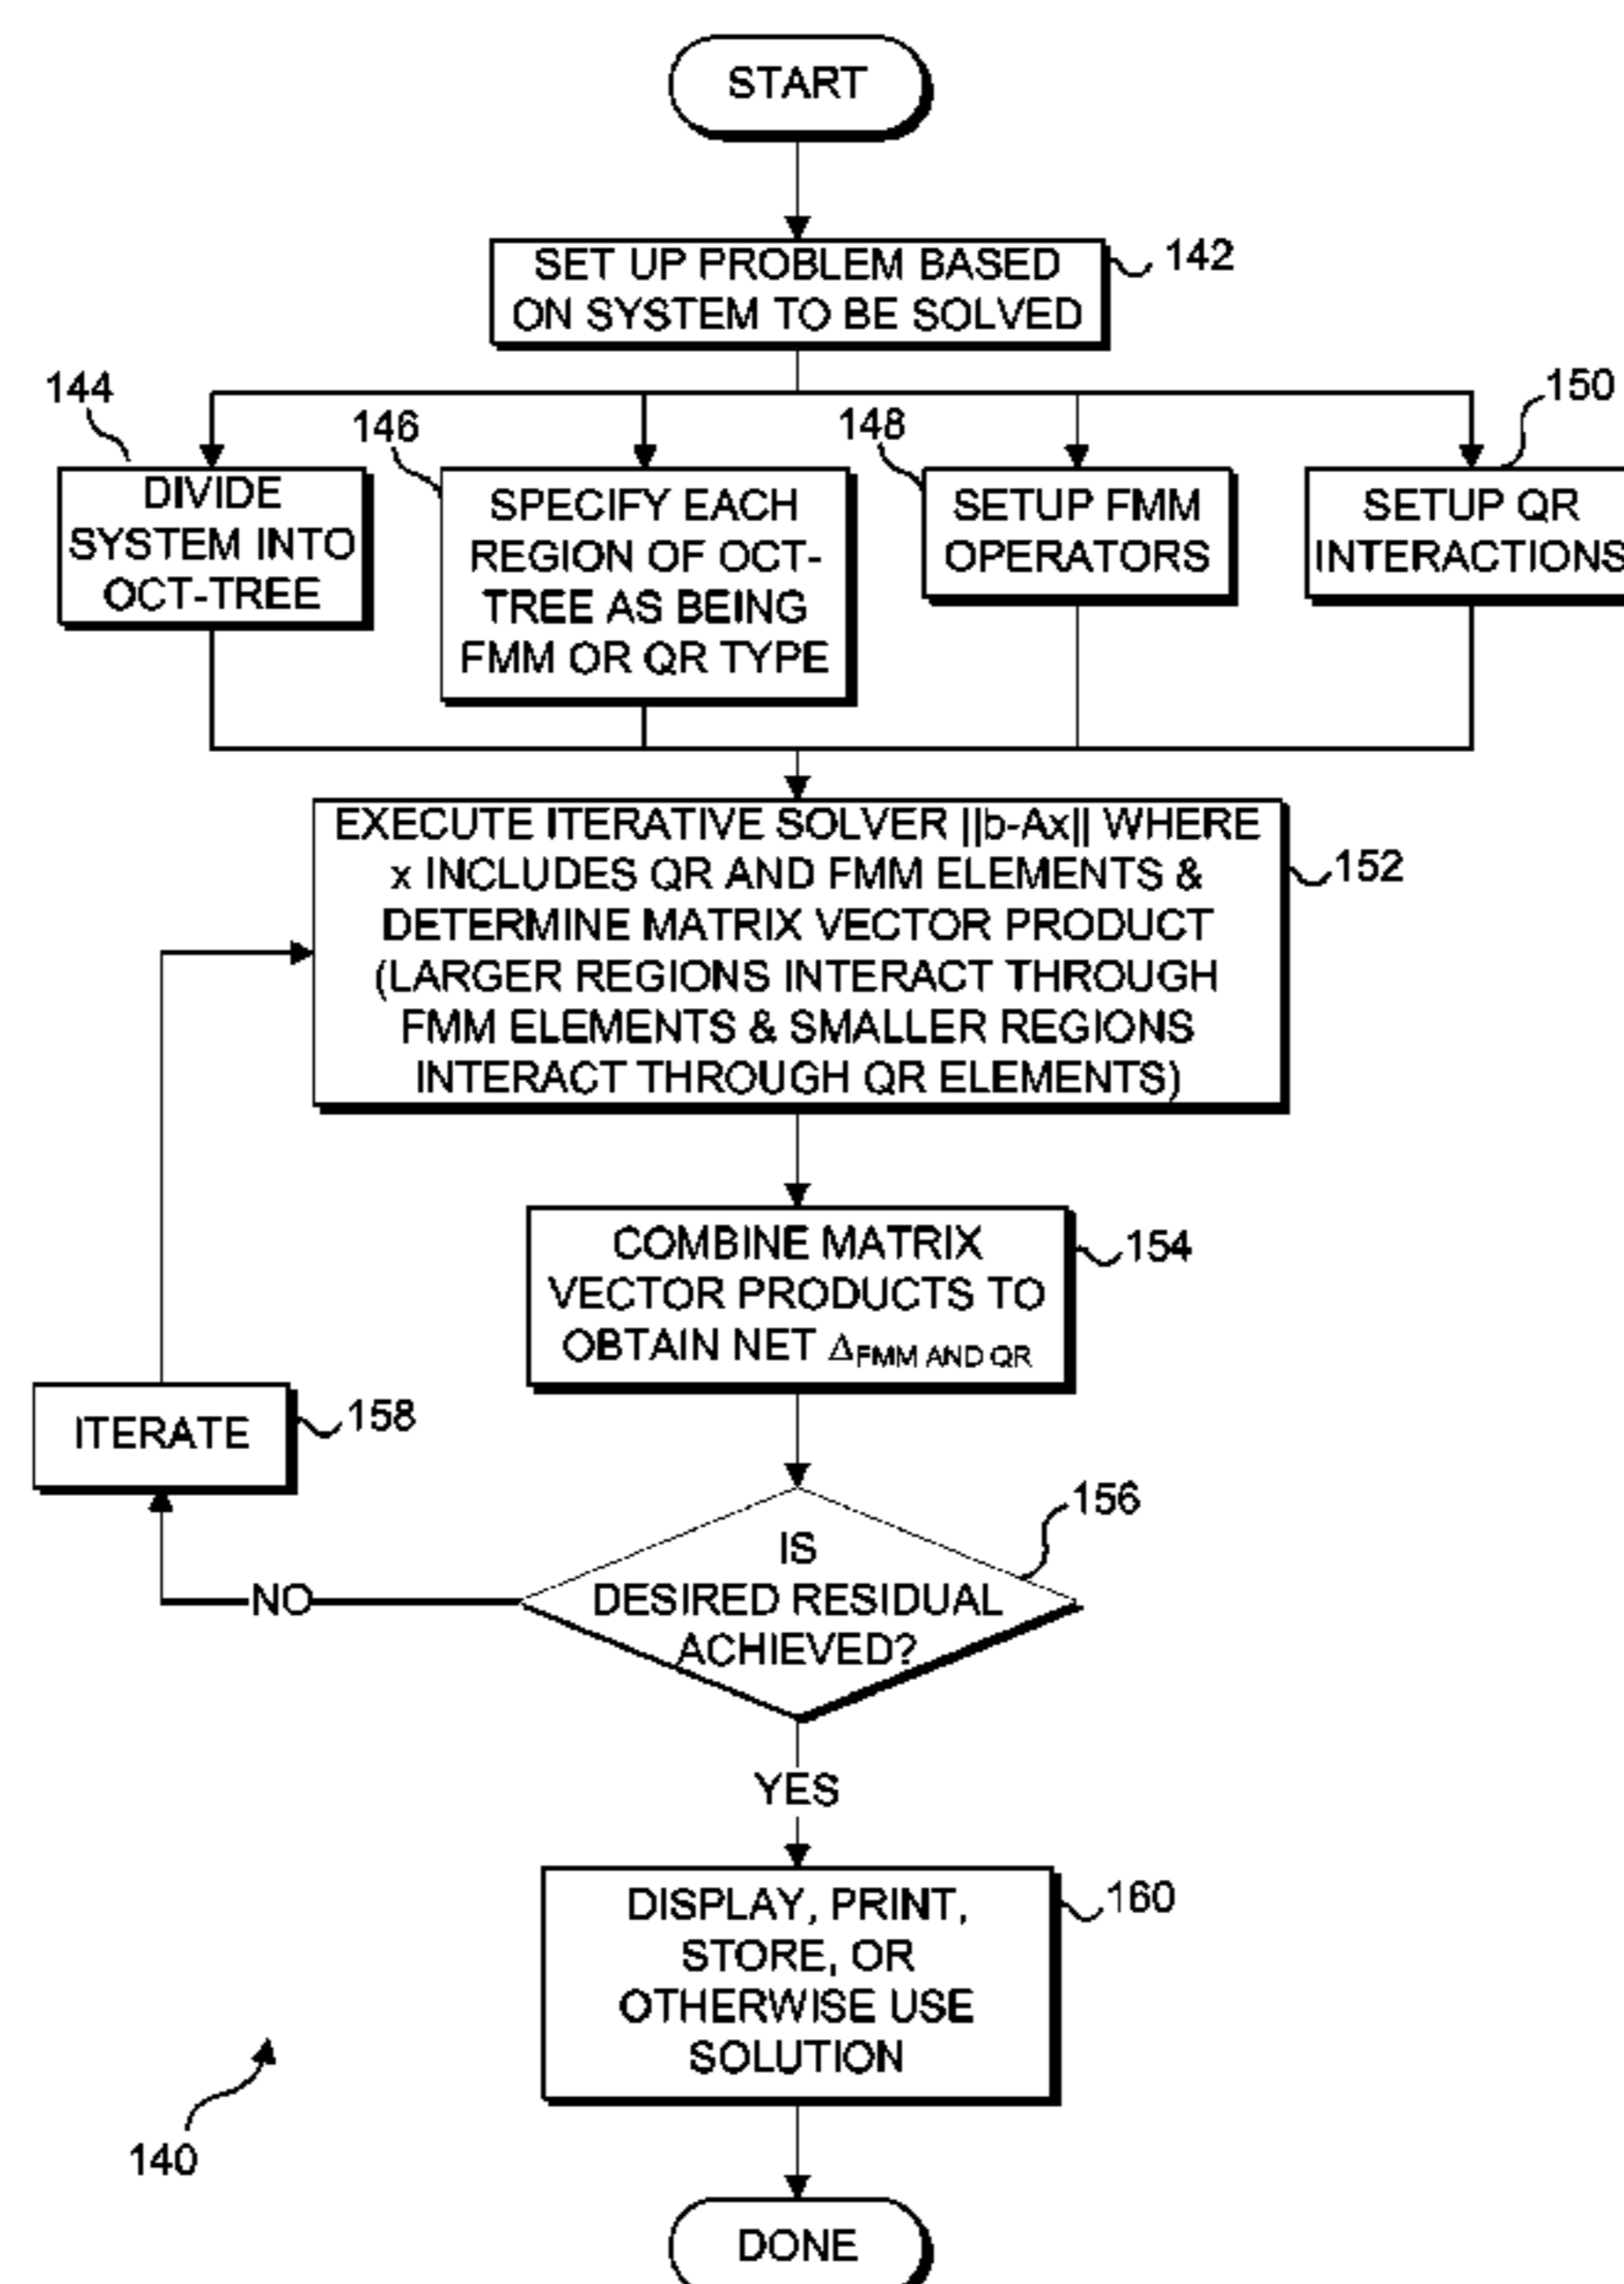 START
SET UP PROBLEM BASED
ON SYSTEM TO BE SOLVED
142
144
DIVIDE
SYSTEM INTO
OCT-TREE
146
SPECIFY EACH
REGION OF OCT-
TREE AS BEING
FMM OR QR TYPE
148
SETUP FMM
OPERATORS
150
SETUP QR
INTERACTIONS
EXECUTE ITERATIVE SOLVER ||b-Ax|| WHERE
x INCLUDES QR AND FMM ELEMENTS &
DETERMINE MATRIX VECTOR PRODUCT
(LARGER REGIONS INTERACT THROUGH
FMM ELEMENTS & SMALLER REGIONS
INTERACT THROUGH QR ELEMENTS)
152
COMBINE MATRIX
VECTOR PRODUCTS TO
OBTAIN NET ΔFMM AND QR
154
ITERATE
158
IS
DESIRED RESIDUAL
ACHIEVED?
156
NO
YES
DISPLAY, PRINT,
STORE, OR
OTHERWISE USE
SOLUTION
160
140
DONE